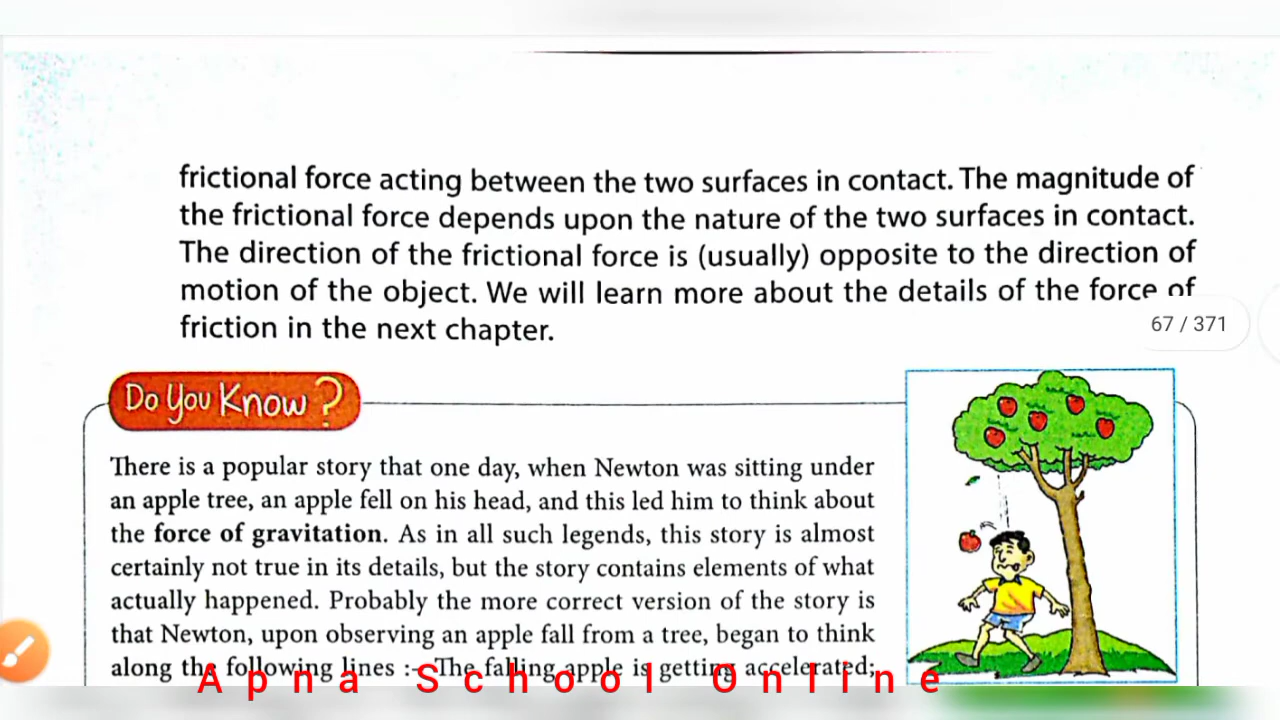 frictional force acting between the two surfaces in contact. The magnitude of
the frictional force depends upon the nature of the two surfaces in contact.
The direction of the frictional force is (usually) opposite to the direction of
motion of the object. We will learn more about the details of the force of
67 / 371
friction in the next chapter.
Do You Know ?
There is a popular story that one day, when Newton was sitting under
an apple tree, an apple fell on his head, and this led him to think about
the force of gravitation. As in all such legends, this story is almost
certainly not true in its details, but the story contains elements of what
actually happened. Probably the more correct version of the story is
that Newton, upon observing an apple fall from a tree, began to think
along the following lines :– The falling apple is getting accelerated;
Apna School Online